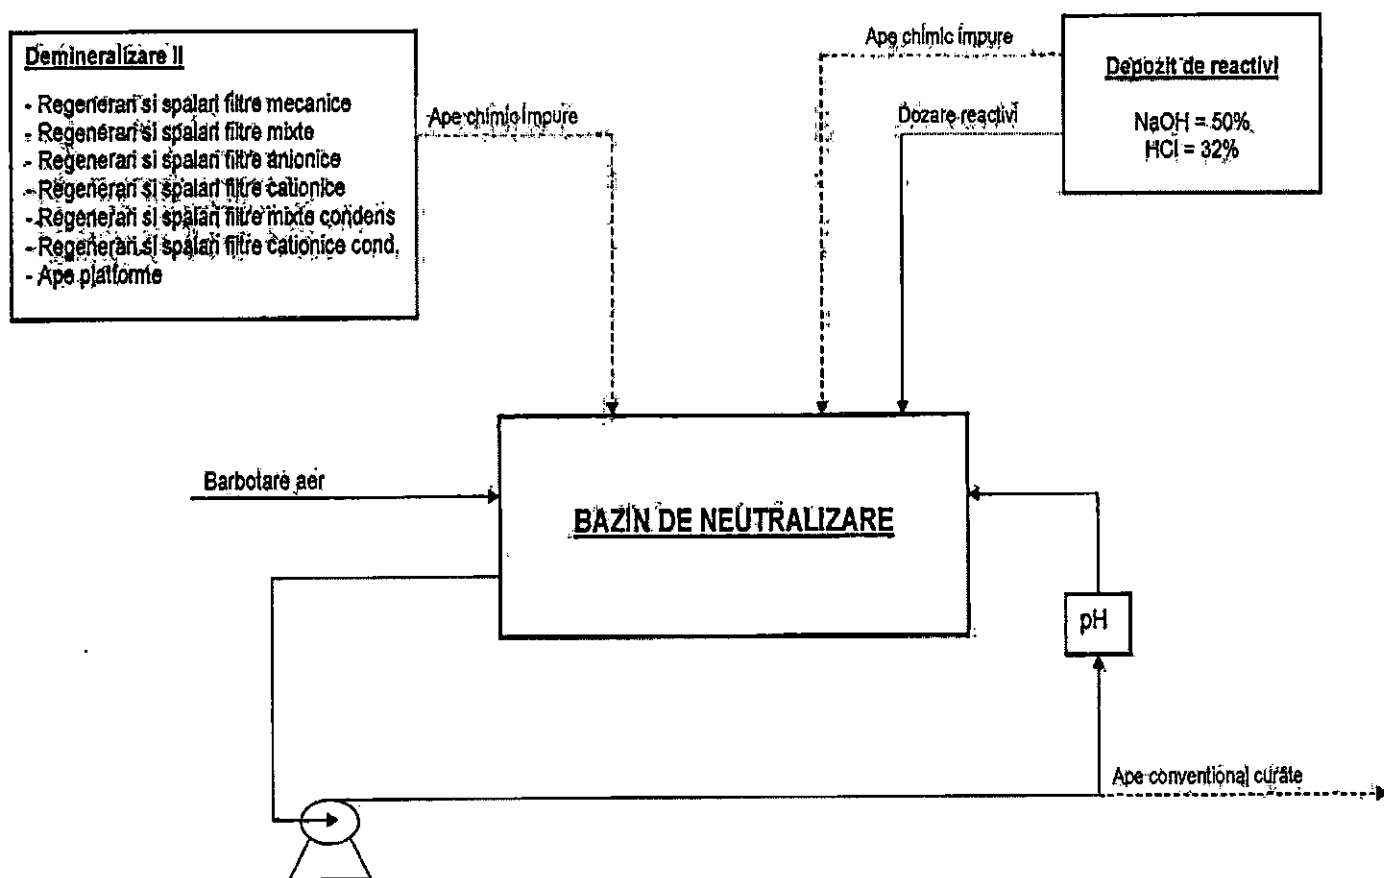 Demineralizare II
- Regenerari si spalari filtre mecanice
- Regenerari si spalari filtre mixte
- Regenerari si spalari filtre anionice
- Regenerari si spalari filtre cationice
- Regenerari si spalari filtre mixte condens
- Regenerari si spalari filtre cationice cond.
- Ape platforme
Ape chimic impure
Ape chimic impure
Dozare reactivi
Depozit de reactivi
NaOH = 50%
HCl = 32%
Barbotare aer
BAZIN DE NEUTRALIZARE
pH
Ape conventional curate